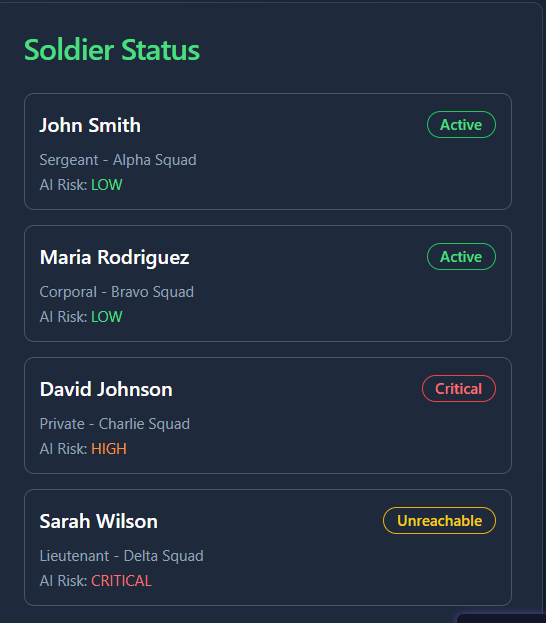 Soldier Status
John Smith
Active
Sergeant - Alpha Squad
AI Risk: LOW
Maria Rodriguez
Active
Corporal - Bravo Squad
AI Risk: LOW
David Johnson
Critical
Private - Charlie Squad
AI Risk: HIGH
Sarah Wilson
Unreachable
Lieutenant - Delta Squad
AI Risk: CRITICAL